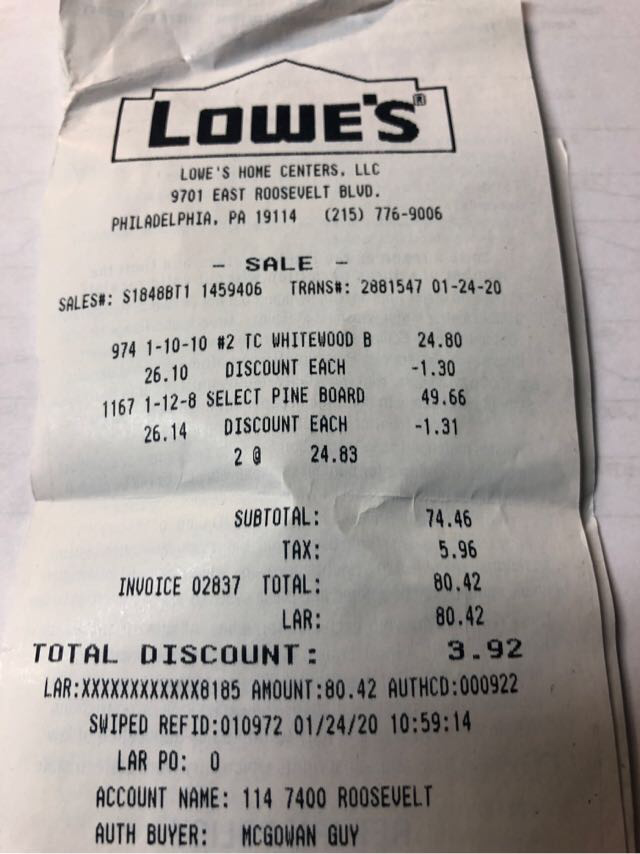 LOWE'S®
LOWE'S HOME CENTERS, LLC
9701 EAST ROOSEVELT BLVD.
PHILADELPHIA, PA 19114 (215) 776-9006
- SALE -
SALES#: S1848BT1 1459406 TRANS#: 2881547 01-24-20
974 1-10-10 #2 TC WHITEWOOD B 24.80
26.10 DISCOUNT EACH -1.30
1167 1-12-8 SELECT PINE BOARD 49.66
26.14 DISCOUNT EACH -1.31
2 @ 24.83
SUBTOTAL: 74.46
TAX: 5.96
INVOICE 02837 TOTAL: 80.42
LAR: 80.42
TOTAL DISCOUNT: 3.92
LAR:XXXXXXXXXXXX8185 AMOUNT:80.42 AUTHCD:000922
SWIPED REFID:010972 01/24/20 10:59:14
LAR PO: 0
ACCOUNT NAME: 114 7400 ROOSEVELT
AUTH BUYER: MCGOWAN GUY